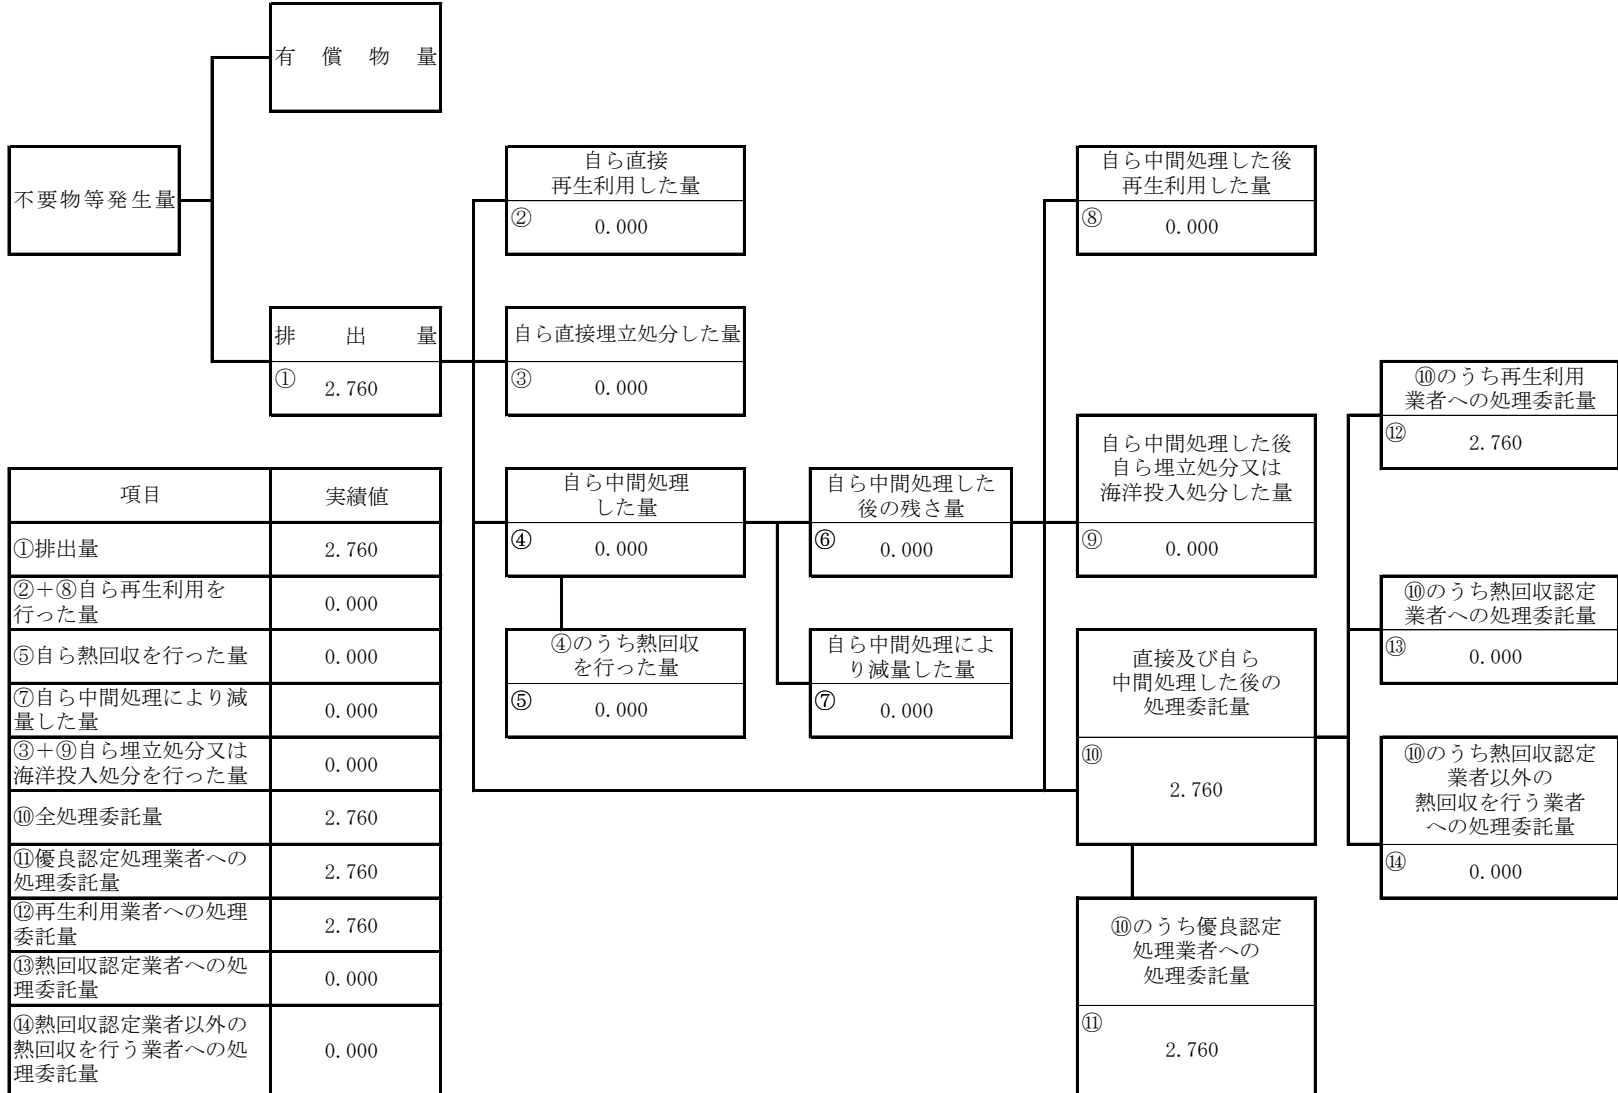 有償物量
不要物等発生量
排出量
① 2.760
自ら直接
再生利用した量
② 0.000
自ら直接埋立処分した量
③ 0.000
自ら中間処理
した量
④ 0.000
④のうち熱回収
を行った量
⑤ 0.000
自ら中間処理した
後の残さ量
⑥ 0.000
自ら中間処理によ
り減量した量
⑦ 0.000
自ら中間処理した後
再生利用した量
⑧ 0.000
自ら中間処理した後
自ら埋立処分又は
海洋投入処分した量
⑨ 0.000
直接及び自ら
中間処理した後の
処理委託量
⑩
2.760
⑩のうち優良認定
処理業者への
処理委託量
⑪
2.760
⑩のうち再生利用
業者への処理委託量
⑫ 2.760
⑩のうち熱回収認定
業者への処理委託量
⑬ 0.000
⑩のうち熱回収認定
業者以外の
熱回収を行う業者
への処理委託量
⑭ 0.000
項目 実績値
①排出量 2.760
②+⑧自ら再生利用を
行った量 0.000
⑤自ら熱回収を行った量 0.000
⑦自ら中間処理により減
量した量 0.000
③+⑨自ら埋立処分又は
海洋投入処分を行った量 0.000
⑩全処理委託量 2.760
⑪優良認定処理業者への
処理委託量 2.760
⑫再生利用業者への処理
委託量 2.760
⑬熱回収認定業者への処
理委託量 0.000
⑭熱回収認定業者以外の
熱回収を行う業者への処 0.000
理委託量